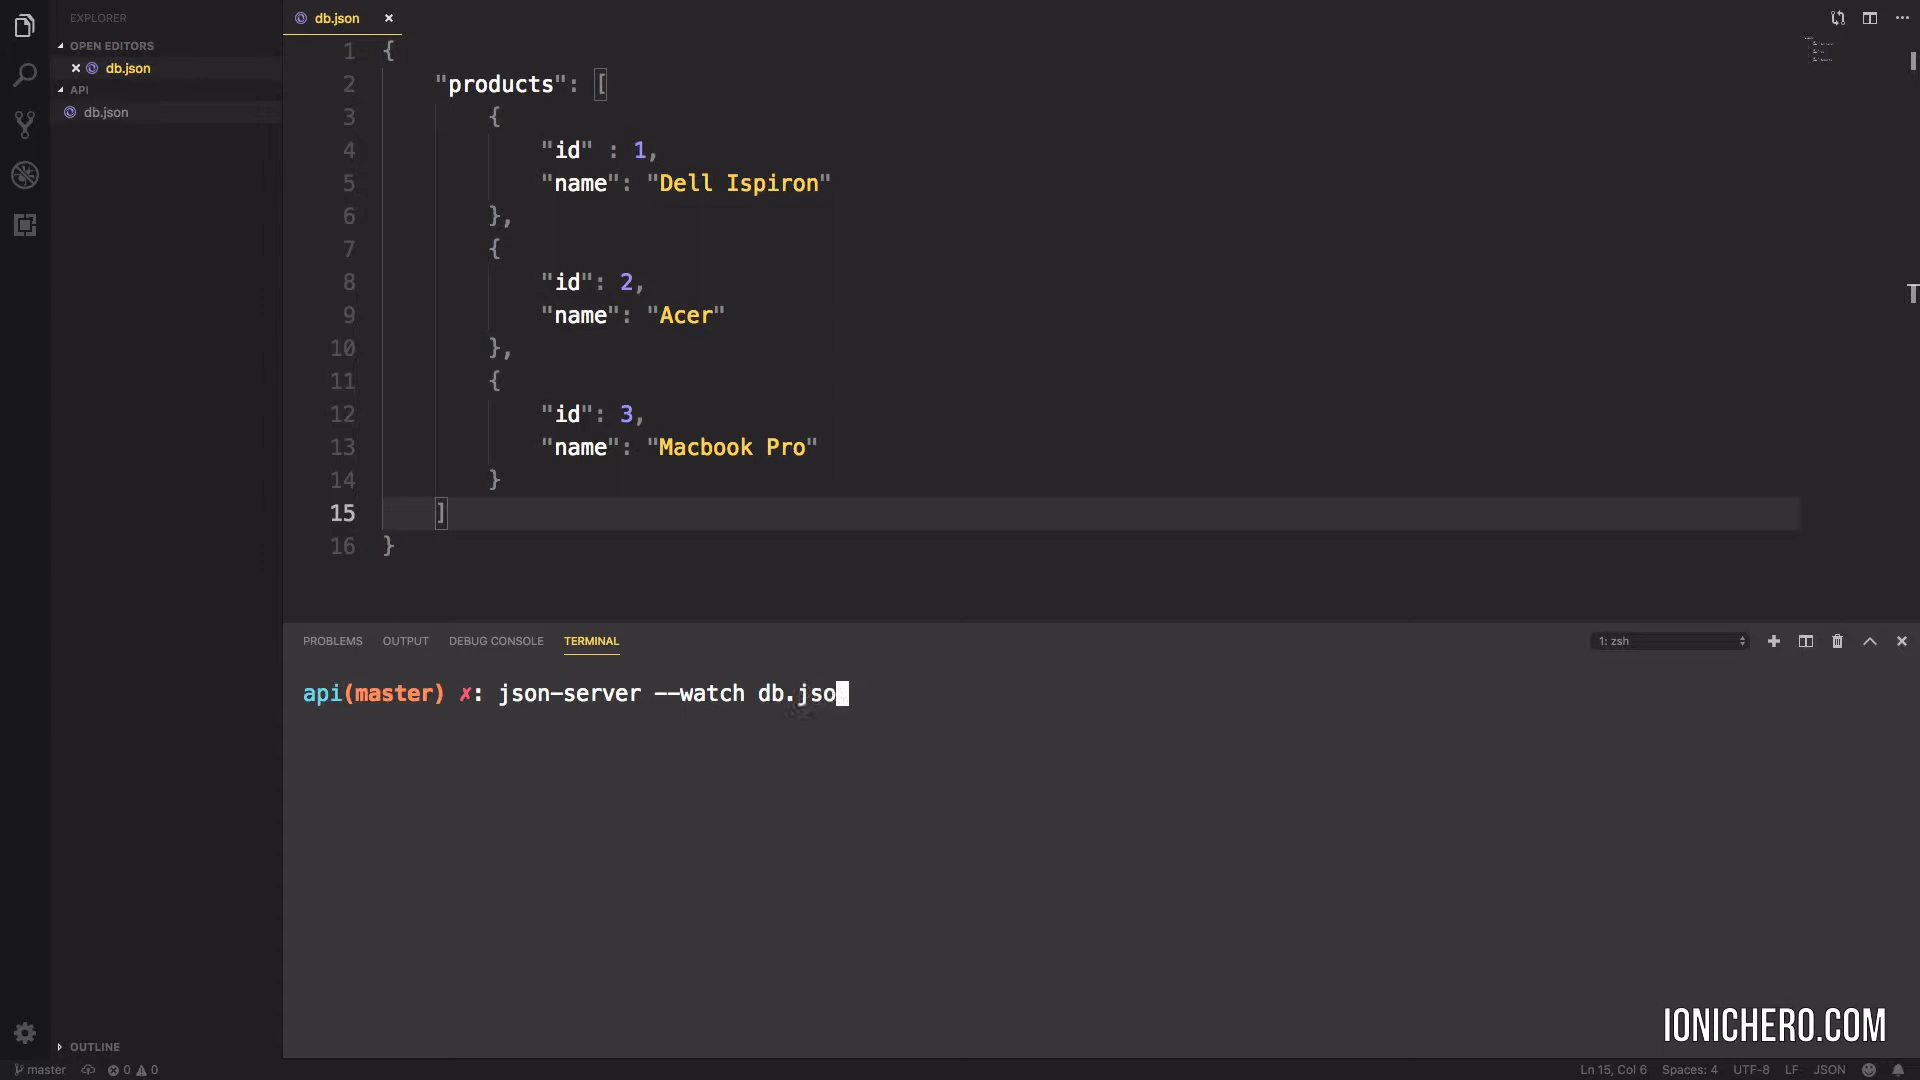 EXPLORER
OPEN EDITORS
db.json
API
db.json
OUTLINE
db.json
1 {
2 "products": [
3 {
4 "id" : 1,
5 "name": "Dell Ispiron"
6 },
7 {
8 "id": 2,
9 "name": "Acer"
10 },
11 {
12 "id": 3,
13 "name": "Macbook Pro"
14 }
15 ]
16 }
PROBLEMS OUTPUT DEBUG CONSOLE TERMINAL 1: zsh
api(master) ✗: json-server --watch db.jso
IONICHERO.COM
master 0 0 Ln 15, Col 6 Spaces: 4 UTF-8 LF JSON